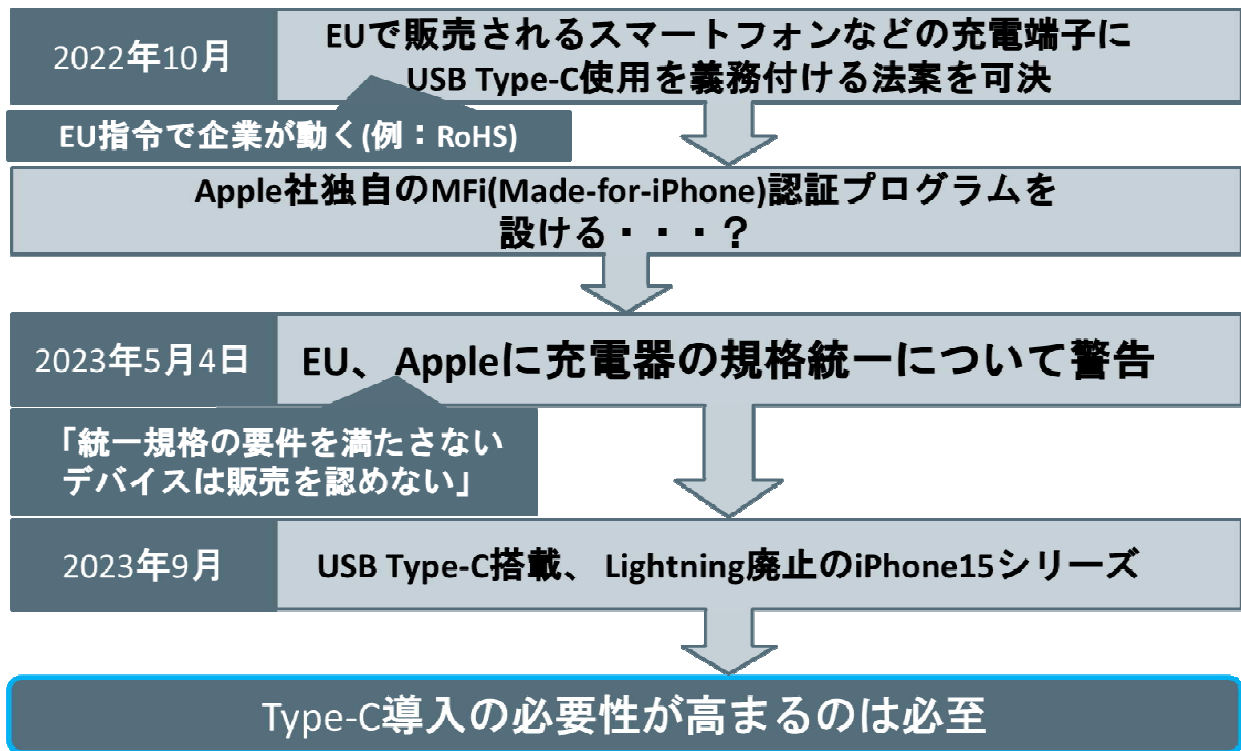 2022年10月
EUで販売されるスマートフォンなどの充電端子に
USB Type-C使用を義務付ける法案を可決
EU指令で企業が動く(例：RoHS)
Apple社独自のMFi(Made-for-iPhone)認証プログラムを
設ける・・・？
2023年5月4日
EU、Appleに充電器の規格統一について警告
「統一規格の要件を満たさない
デバイスは販売を認めない」
2023年9月
USB Type-C搭載、 Lightning廃止のiPhone15シリーズ
Type-C導入の必要性が高まるのは必至